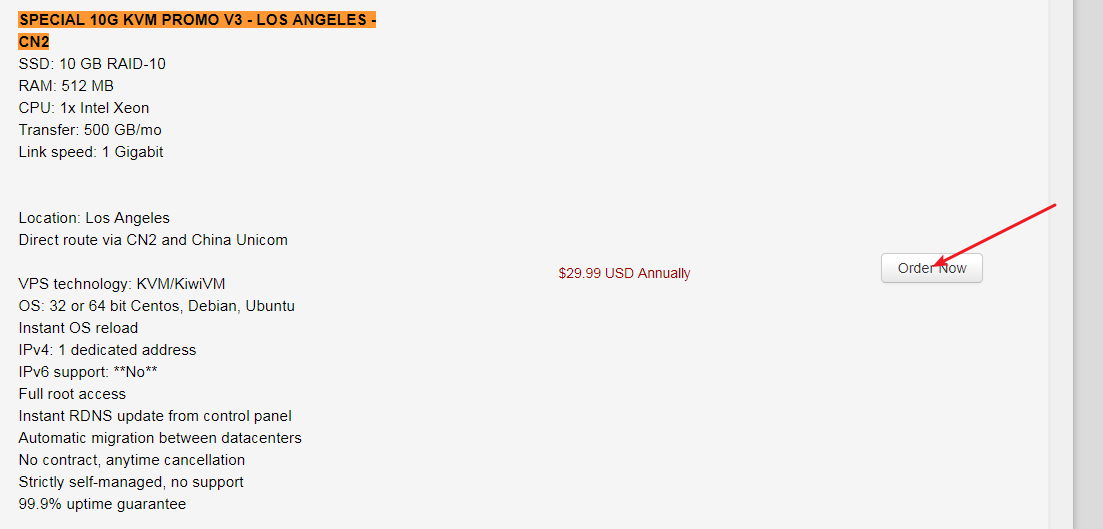 SPECIAL 10G KVM PROMO V3 - LOS ANGELES -
CN2
SSD: 10 GB RAID-10
RAM: 512 MB
CPU: 1x Intel Xeon
Transfer: 500 GB/mo
Link speed: 1 Gigabit
Location: Los Angeles
Direct route via CN2 and China Unicom
$29.99 USD Annually
Order Now
VPS technology: KVM/KiwiVM
OS: 32 or 64 bit Centos, Debian, Ubuntu
Instant OS reload
IPv4: 1 dedicated address
IPv6 support: **No**
Full root access
Instant RDNS update from control panel
Automatic migration between datacenters
No contract, anytime cancellation
Strictly self-managed, no support
99.9% uptime guarantee